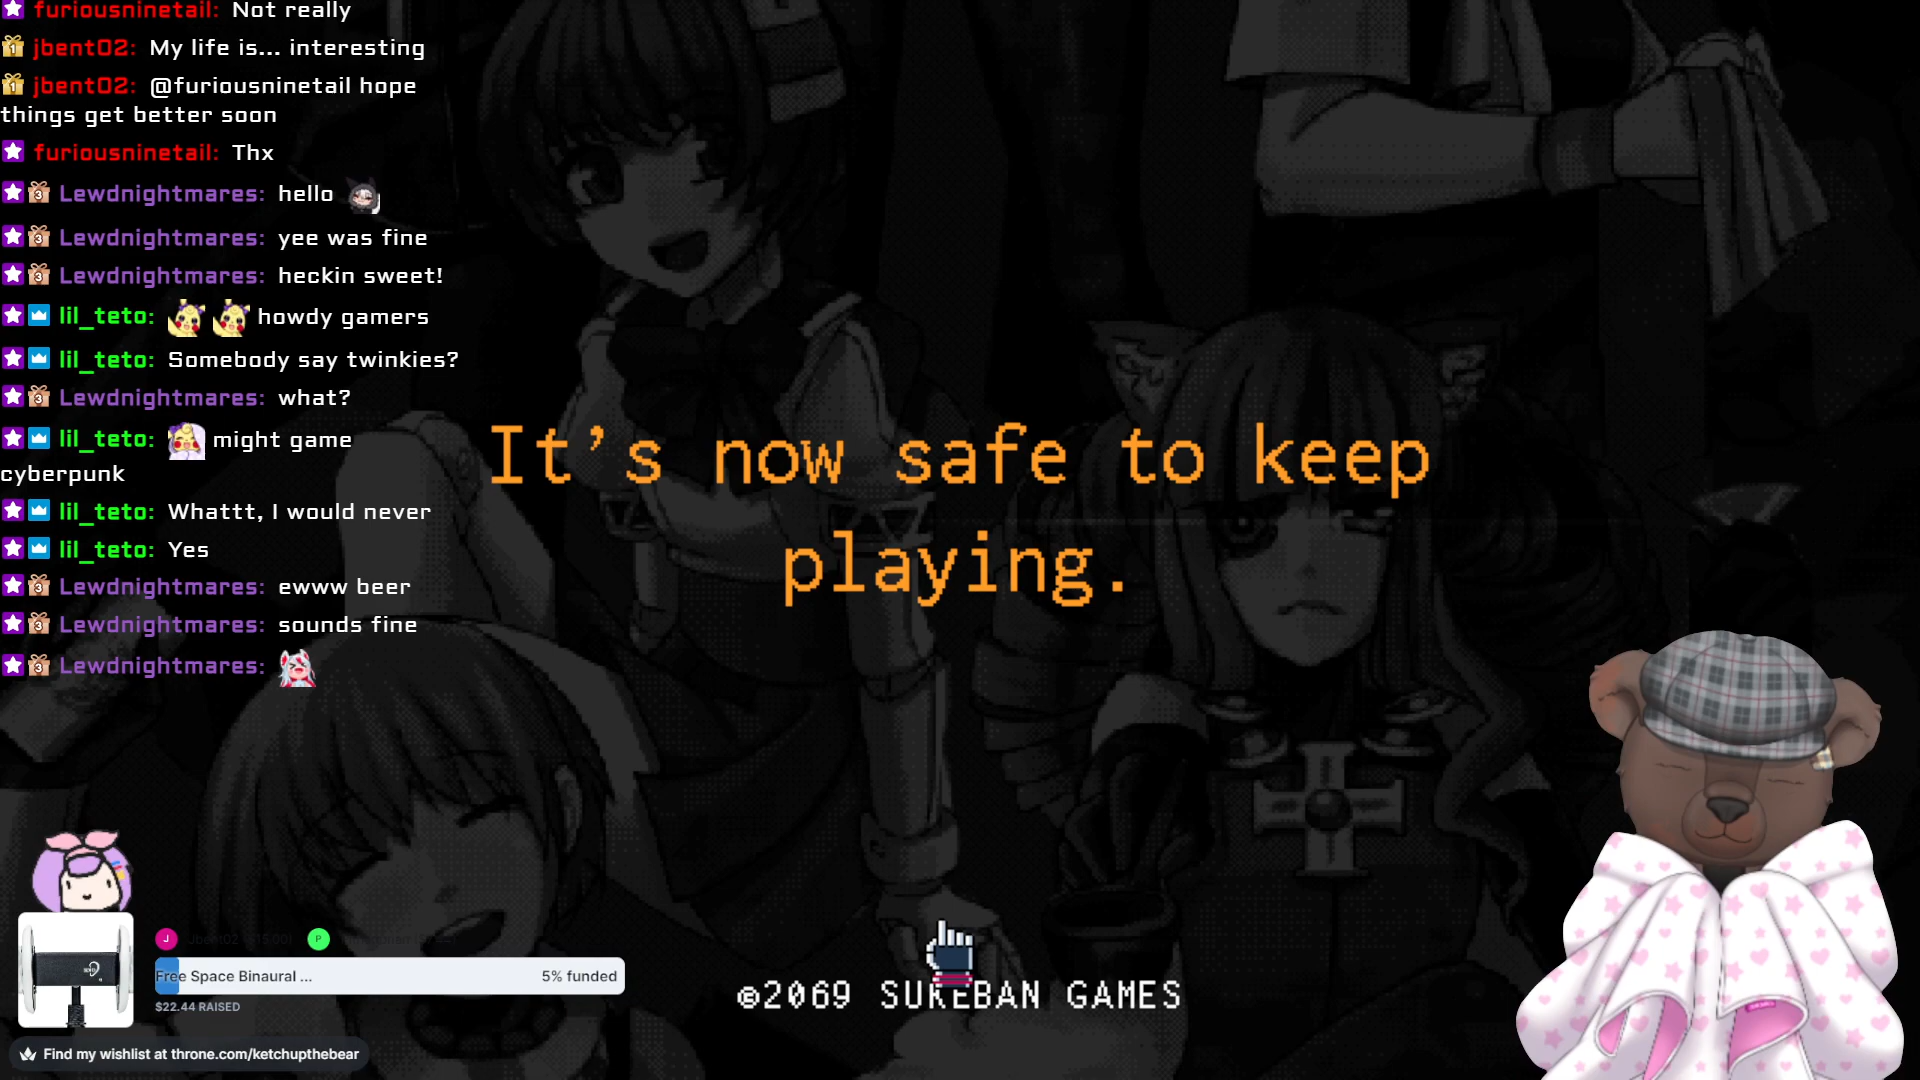 furiousninetail: Not really
jbent02: My life is... interesting
jbent02: @furiousninetail hope
things get better soon
furiousninetail: Thx
Lewdnightmares: hello
Lewdnightmares: yee was fine
Lewdnightmares: heckin sweet!
lil_teto: howdy gamers
lil_teto: Somebody say twinkies?
Lewdnightmares: what?
lil_teto: might game
cyberpunk
lil_teto: Whattt, I would never
lil_teto: Yes
Lewdnightmares: ewww beer
Lewdnightmares: sounds fine
Lewdnightmares:
It's now safe to keep
playing.
J
P
Free Space Binaural ... 5% funded
$22.44 RAISED
Find my wishlist at throne.com/ketchupthebear
©2069 SUKEBAN GAMES